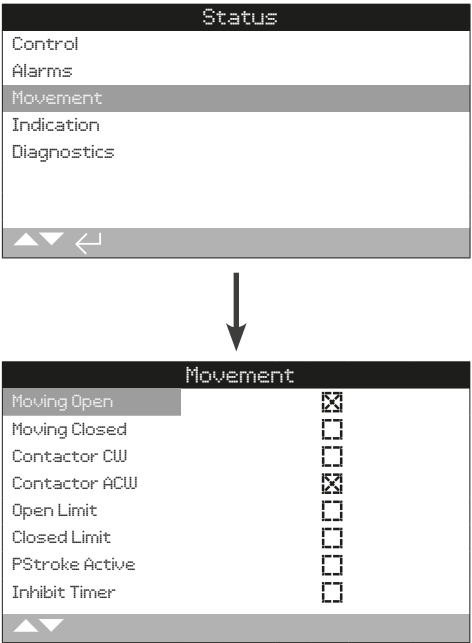 Status
Control
Alarms
Movement
Indication
Diagnostics
Movement
Moving Open
Moving Closed
Contactor CW
Contactor ACW
Open Limit
Closed Limit
PStroke Active
Inhibit Timer